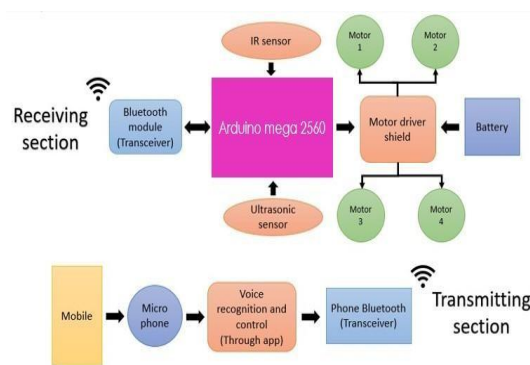 IR sensor
Motor
1
Motor
2
Receiving
section
Bluetooth
module
(Transceiver)
Arduino mega 2560
Motor driver
shield
Battery
Ultrasonic
sensor
Motor
3
Motor
4
Mobile
Micro
phone
Voice
recognition and
control
(Through app)
Phone Bluetooth
(Transceiver)
Transmitting
section